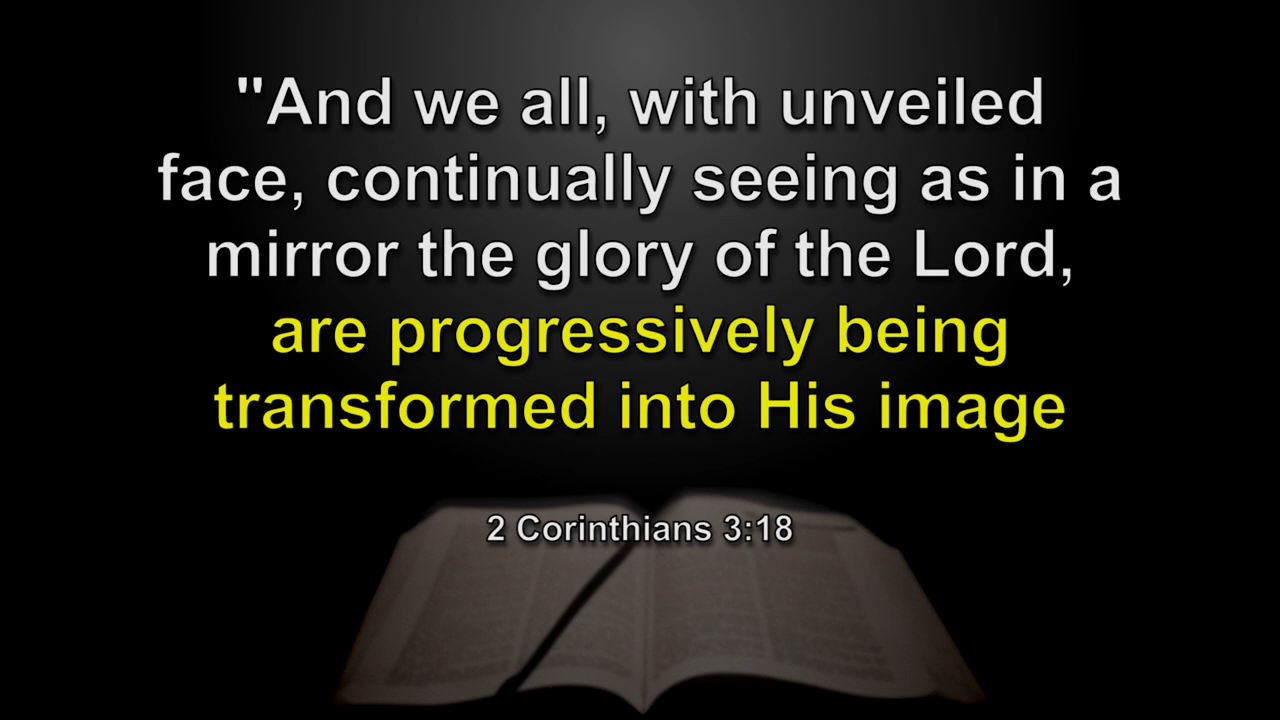 "And we all, with unveiled
face, continually seeing as in a
mirror the glory of the Lord,
are progressively being
transformed into His image
2 Corinthians 3:18